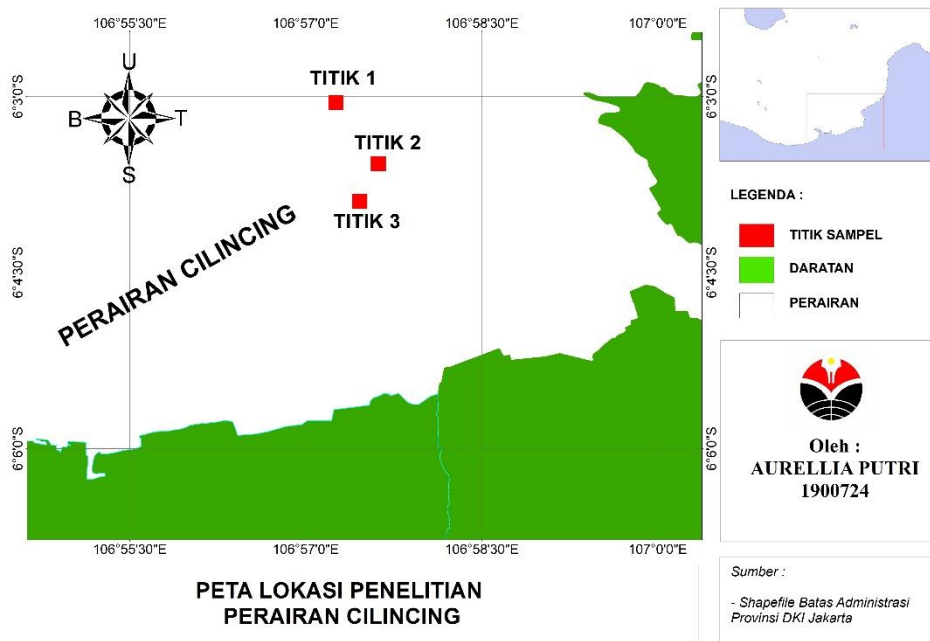 106°55'30"E 106°57'0"E 106°58'30"E 107°0'0"E
6°3'0"S
6°4'30"S
6°6'0"S
U
B T
S
TITIK 1
TITIK 2
TITIK 3
PERAIRAN CILINCING
6°3'0"S
6°4'30"S
6°6'0"S
106°55'30"E 106°57'0"E 106°58'30"E 107°0'0"E
PETA LOKASI PENELITIAN
PERAIRAN CILINCING
LEGENDA :
TITIK SAMPEL
DARATAN
PERAIRAN
Oleh :
AURELLIA PUTRI
1900724
Sumber :
- Shapefile Batas Administrasi
Provinsi DKI Jakarta